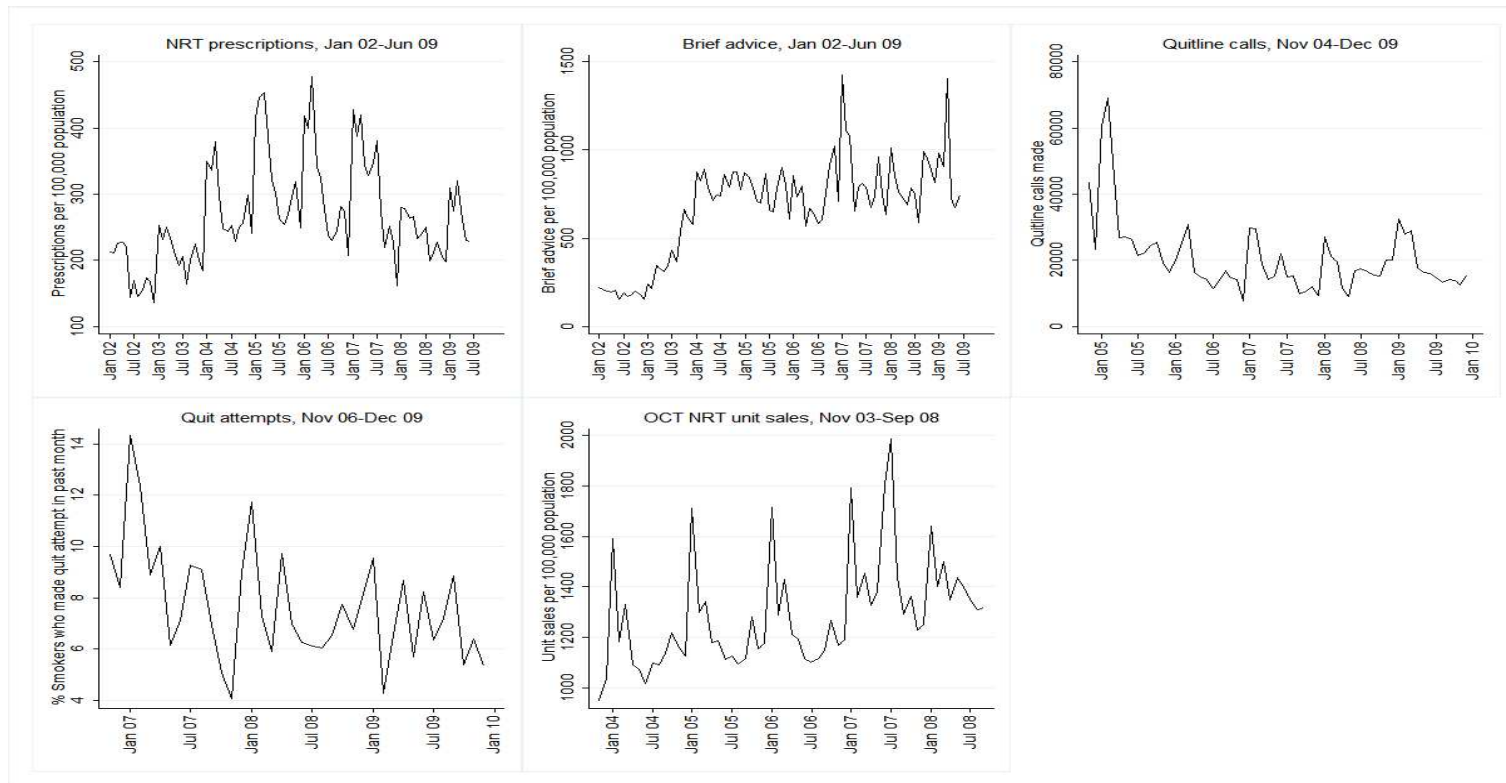 NRT prescriptions, Jan 02-Jun 09
Prescriptions per 100,000 population
500
400
300
200
100
Jan 02
Jul 02
Jan 03
Jul 03
Jan 04
Jul 04
Jan 05
Jul 05
Jan 06
Jul 06
Jan 07
Jul 07
Jan 08
Jul 08
Jan 09
Jul 09
Brief advice, Jan 02-Jun 09
Brief advice per 100,000 population
1500
1000
500
0
Jan 02
Jul 02
Jan 03
Jul 03
Jan 04
Jul 04
Jan 05
Jul 05
Jan 06
Jul 06
Jan 07
Jul 07
Jan 08
Jul 08
Jan 09
Jul 09
Quitline calls, Nov 04-Dec 09
Quitline calls made
80000
60000
40000
20000
0
Jan 05
Jul 05
Jan 06
Jul 06
Jan 07
Jul 07
Jan 08
Jul 08
Jan 09
Jul 09
Jan 10
Quit attempts, Nov 06-Dec 09
% Smokers who made quit attempt in past month
14
12
10
8
6
4
Jan 07
Jul 07
Jan 08
Jul 08
Jan 09
Jul 09
Jan 10
OCT NRT unit sales, Nov 03-Sep 08
Unit sales per 100,000 population
2000
1800
1600
1400
1200
1000
Jan 04
Jul 04
Jan 05
Jul 05
Jan 06
Jul 06
Jan 07
Jul 07
Jan 08
Jul 08